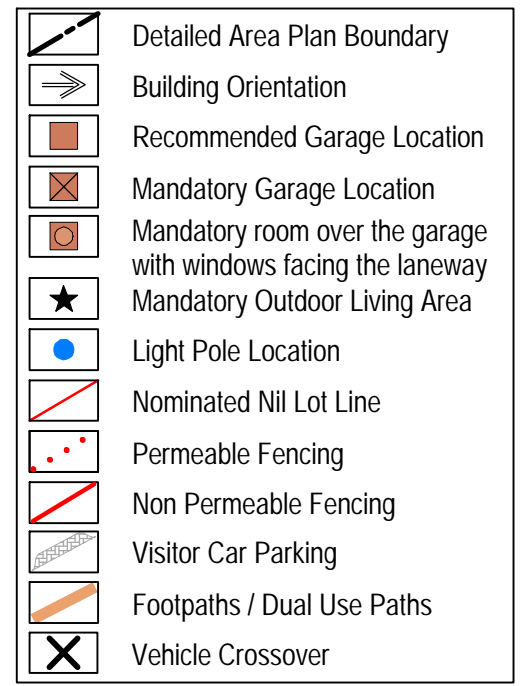 Detailed Area Plan Boundary
Building Orientation
Recommended Garage Location
Mandatory Garage Location
Mandatory room over the garage
with windows facing the laneway
Mandatory Outdoor Living Area
Light Pole Location
Nominated Nil Lot Line
Permeable Fencing
Non Permeable Fencing
Visitor Car Parking
Footpaths / Dual Use Paths
Vehicle Crossover